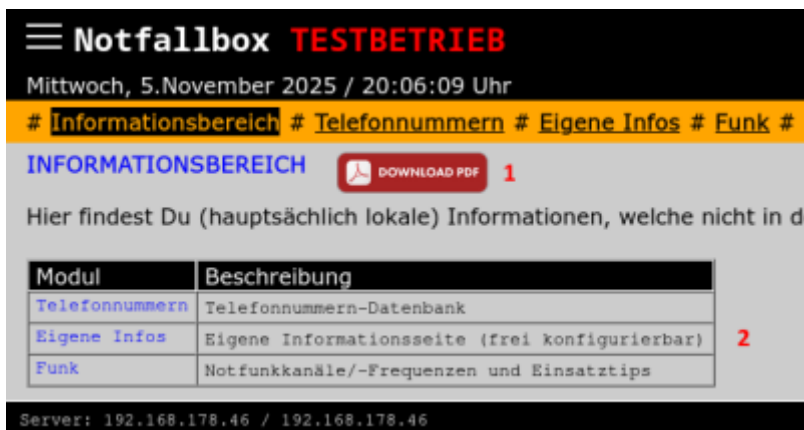 Notfallbox TESTBETRIEB
Mittwoch, 5.November 2025 / 20:06:09 Uhr
# Informationsbereich # Telefonnummern # Eigene Infos # Funk #
INFORMATIONSBEREICH DOWNLOAD PDF 1
Hier findest Du (hauptsächlich lokale) Informationen, welche nicht in d
Modul Beschreibung
Telefonnummern Telefonnummern-Datenbank
Eigene Infos Eigene Informationsseite (frei konfigurierbar) 2
Funk Notfunkkanäle/-Frequenzen und Einsatztips
Server: 192.168.178.46 / 192.168.178.46